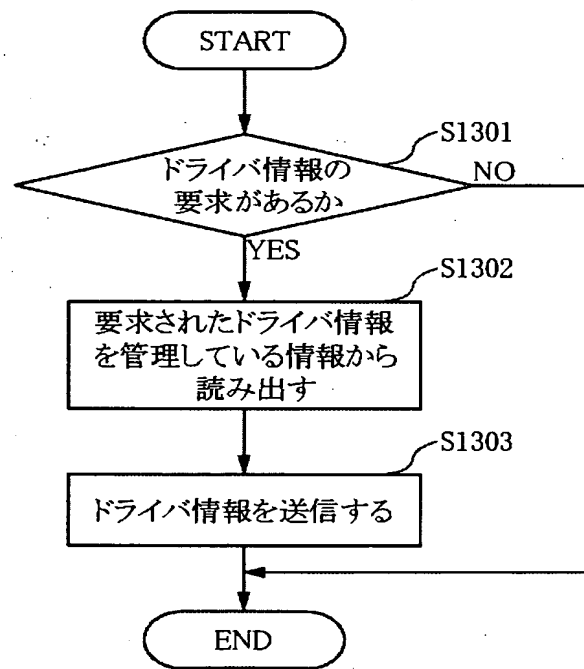 START
S1301
ドライバ情報の
要求があるか
NO
YES
S1302
要求されたドライバ情報
を管理している情報から
読み出す
S1303
ドライバ情報を送信する
END